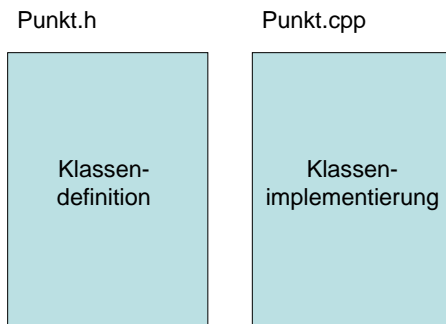 Punkt.h
Punkt.cpp
Klassen-
definition
Klassen-
implementierung